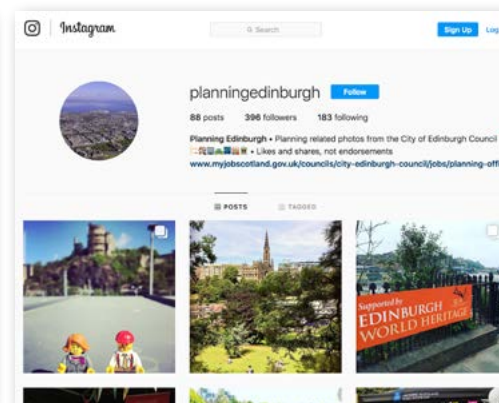 Instagram
Search
Sign Up
Log
planningedinburgh Follow
88 posts 396 followers 183 following
Planning Edinburgh • Planning related photos from the City of Edinburgh Council
• Likes and shares, not endorsements
www.myjobscotland.gov.uk/councils/city-edinburgh-council/jobs/planning-offi
POSTS TAGGED
Supported by
EDINBURGH
WORLD HERITAGE